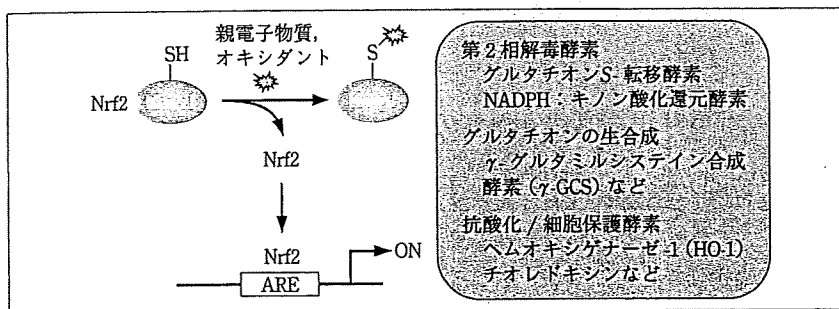 親電子物質,
オキシダント
SH
S
Nrf2
Nrf2
Nrf2
ON
ARE
第2相解毒酵素
グルタチオンS-転移酵素
NADPH:キノン酸化還元酵素
グルタチオンの生合成
γ-グルタミルシステイン合成
酵素(γ-GCS)など
抗酸化/細胞保護酵素
ヘムオキシゲナーゼ-1(HO-1)
チオレドキシンなど